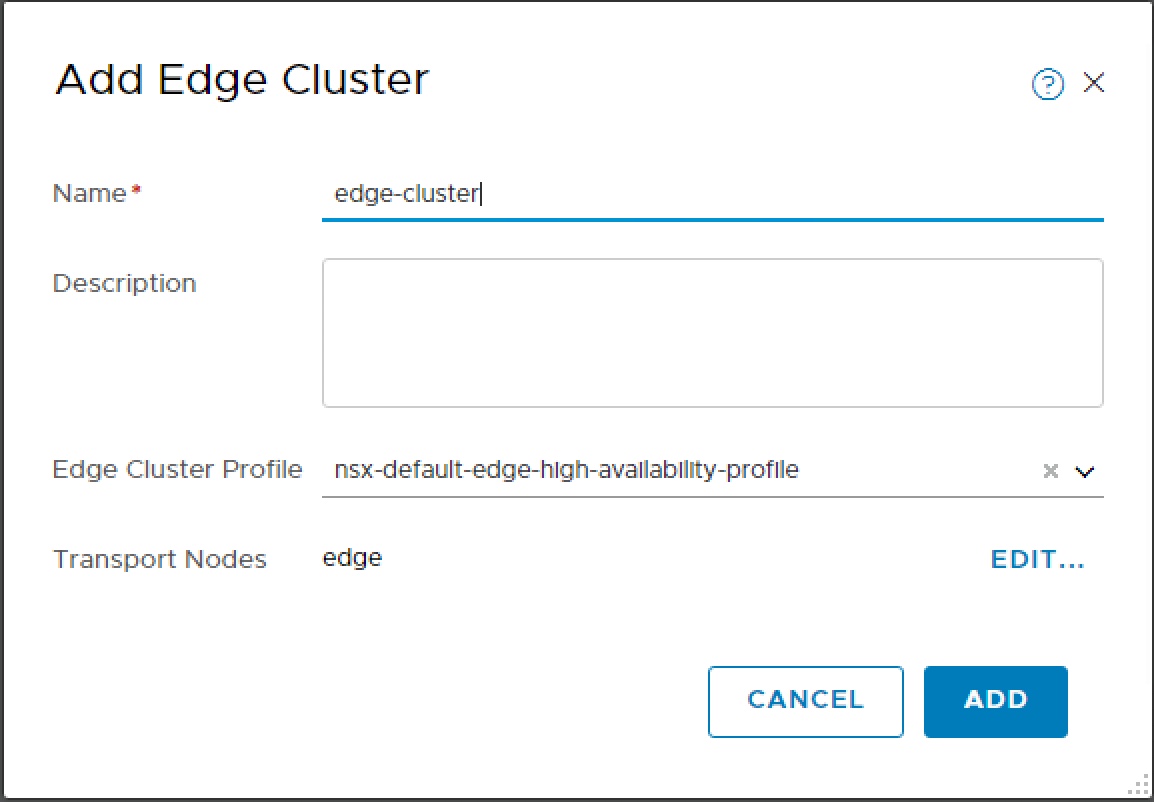 Add Edge Cluster
Name* edge-cluster
Description
Edge Cluster Profile nsx-default-edge-high-availability-profile
Transport Nodes edge EDIT...
CANCEL ADD